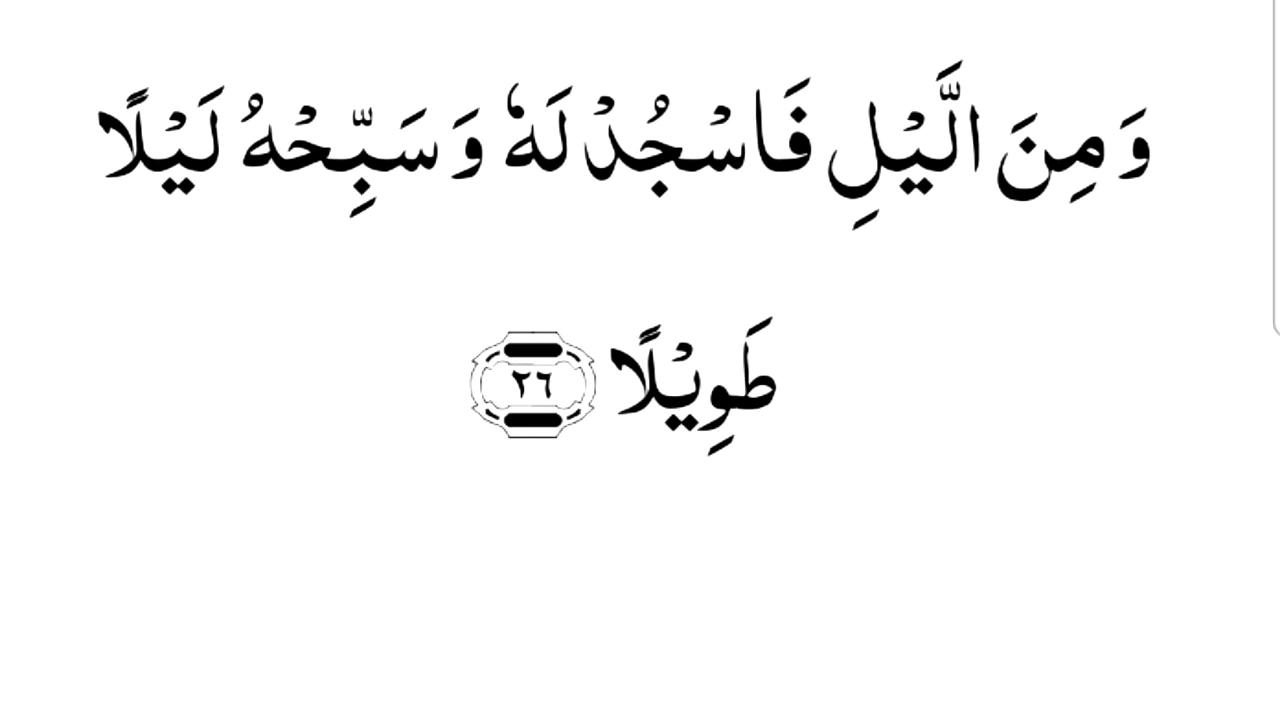 وَ مِنَ الَّيْلِ فَاسْجُدْ لَهٗ وَ سَبِّحْهُ لَيْلًا
طَوِيْلًا ٢٦